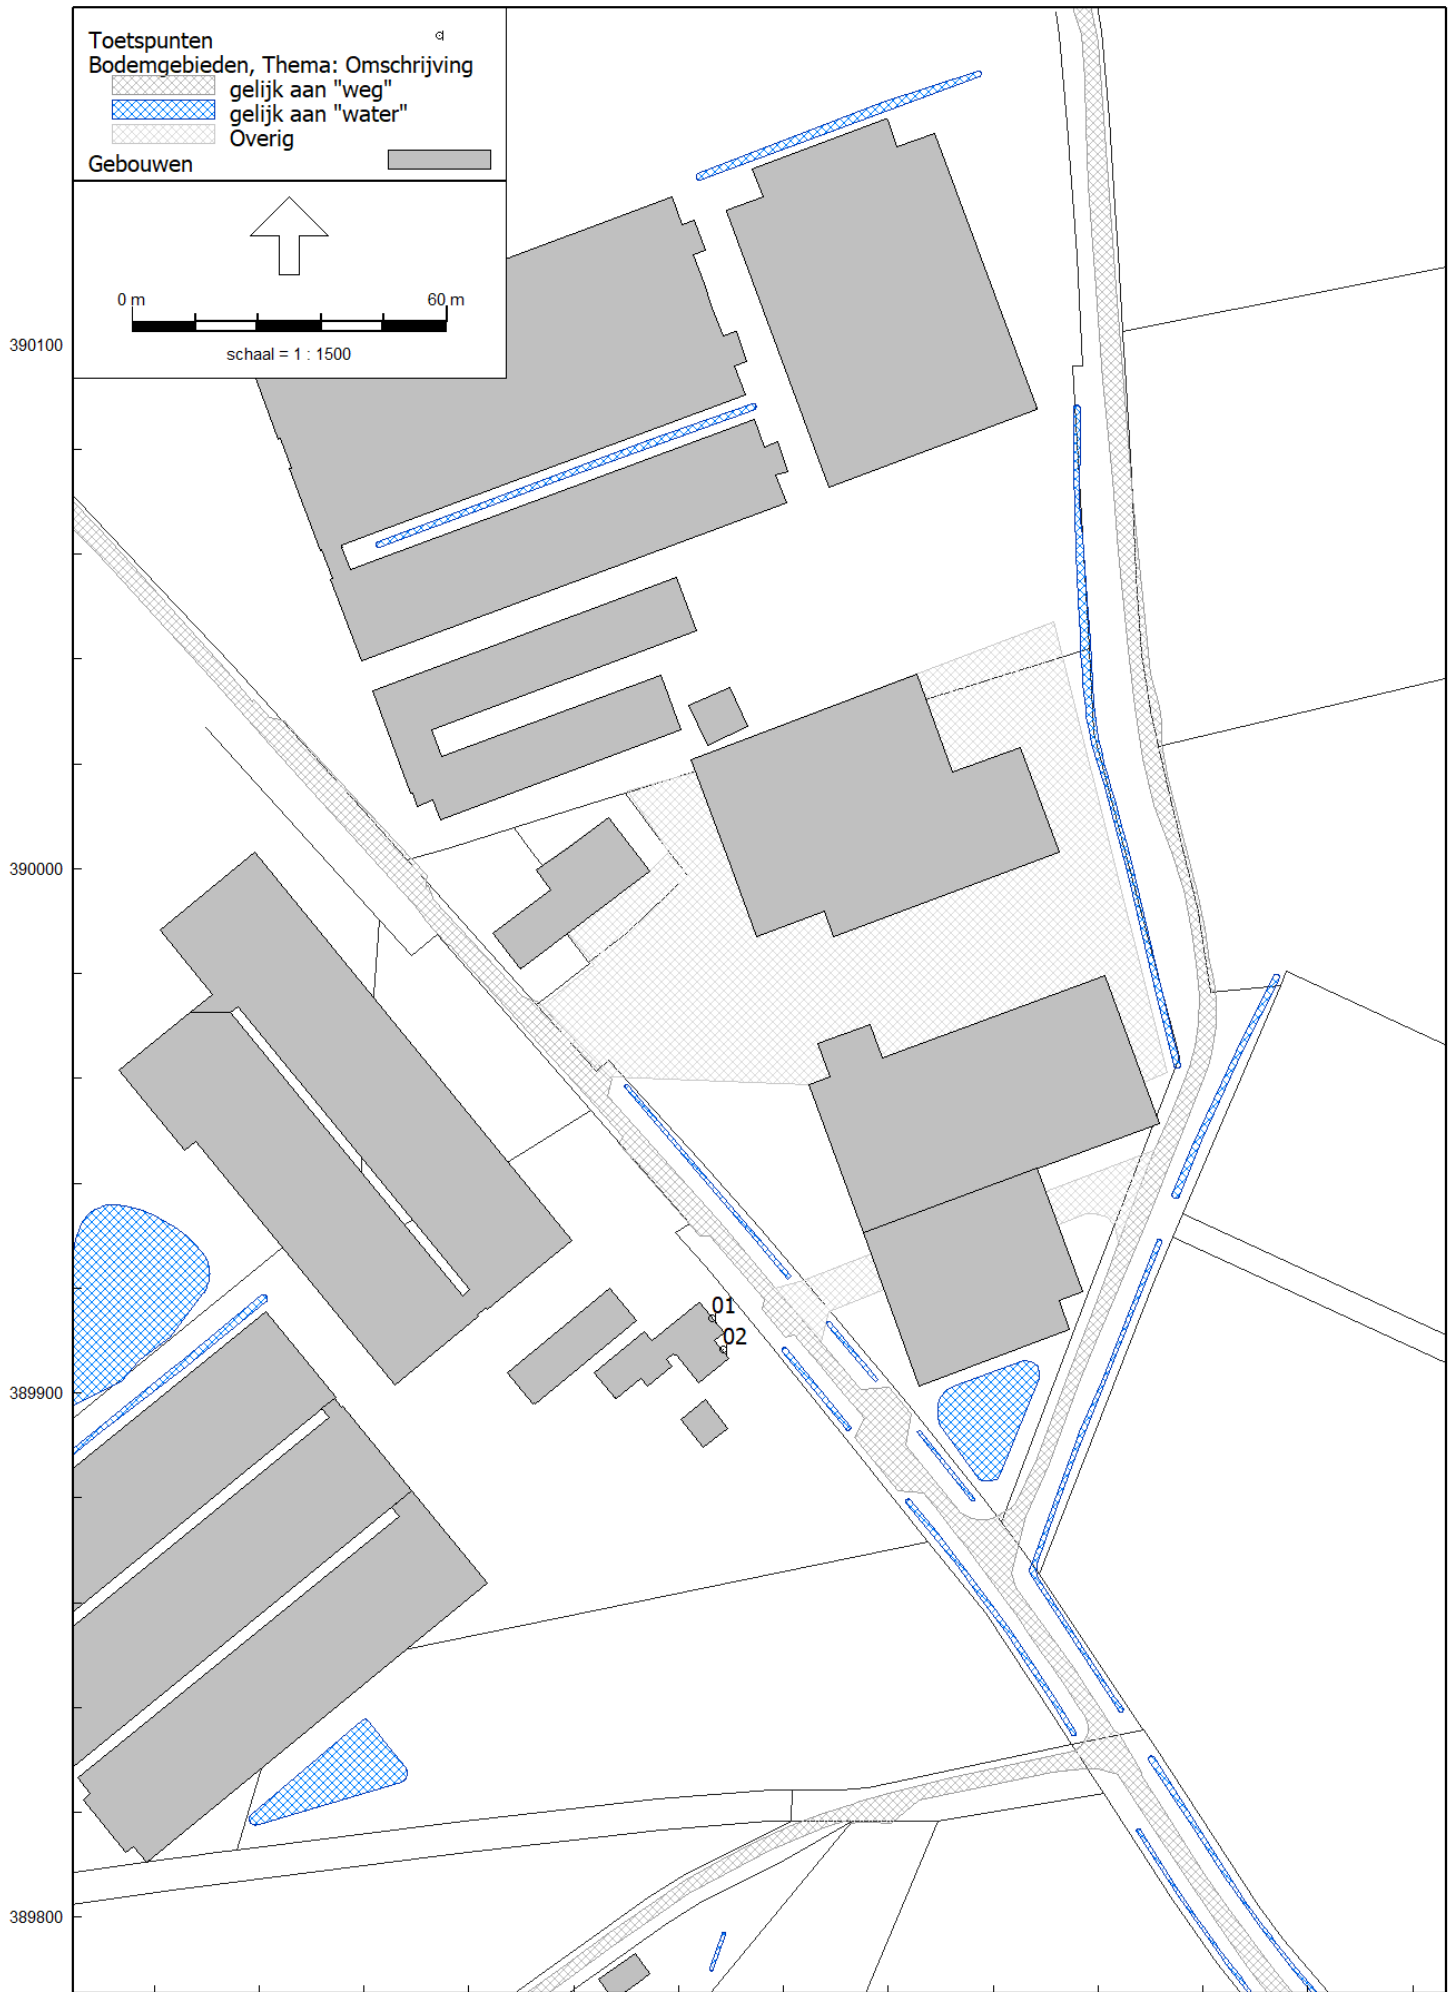 Toetspunten
Bodemgebieden, Thema: Omschrijving
gelijk aan "weg"
gelijk aan "water"
Overig
Gebouwen
0 m 60 m
schaal = 1 : 1500
390100
390000
01
02
389900
389800